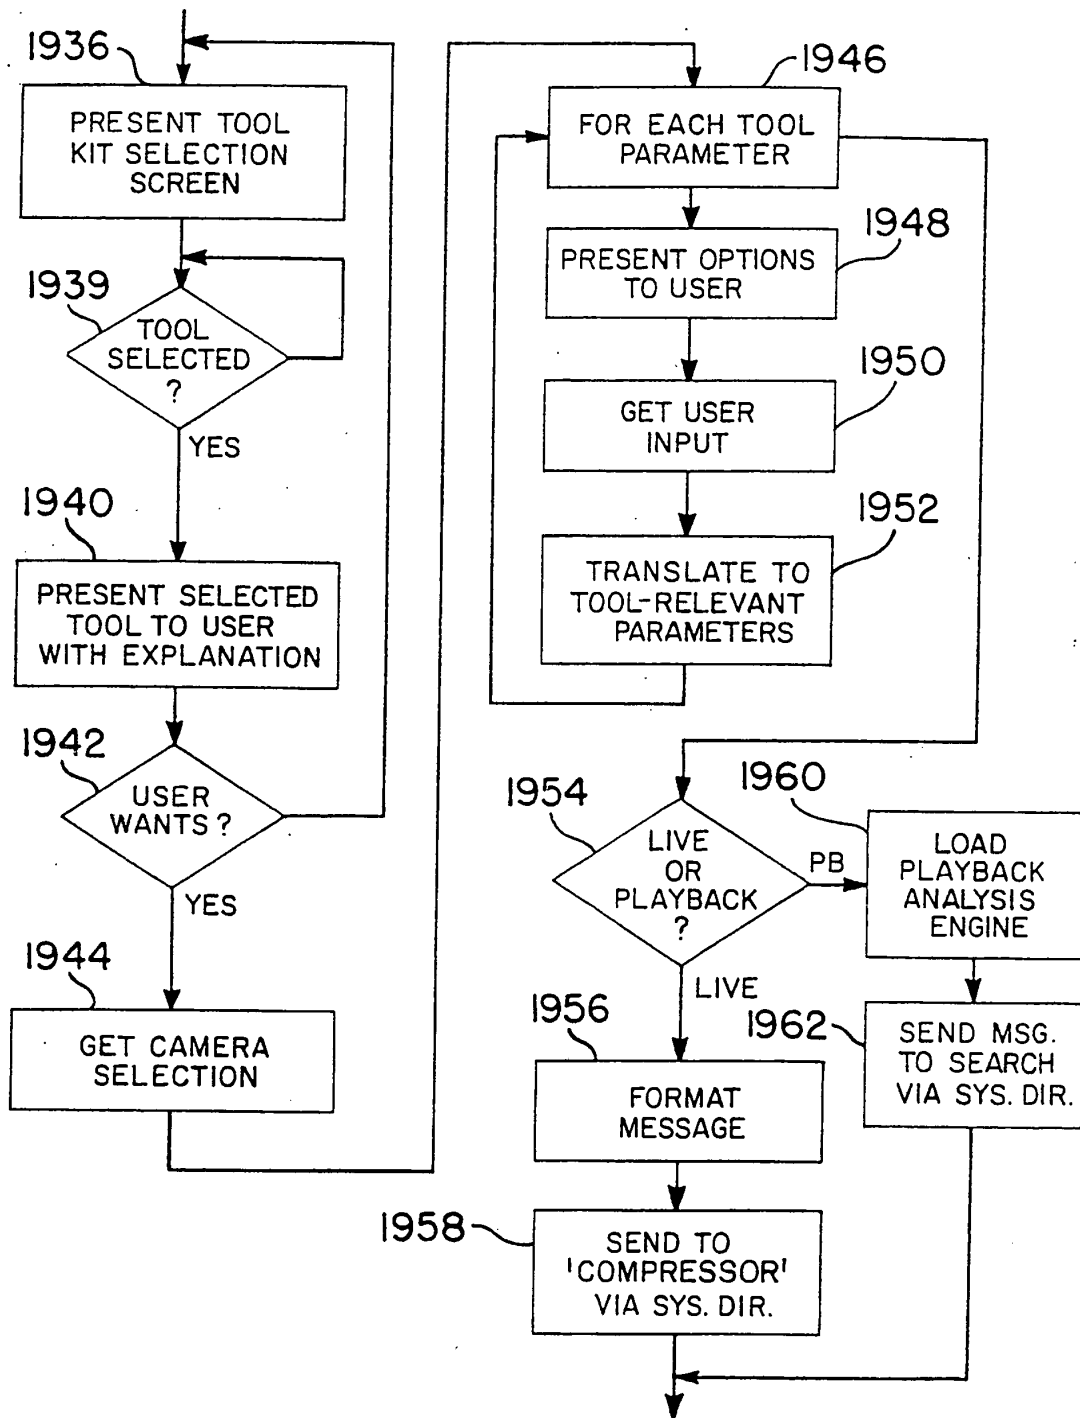 1936
PRESENT TOOL
KIT SELECTION
SCREEN
1939
TOOL
SELECTED
?
YES
1940
PRESENT SELECTED
TOOL TO USER
WITH EXPLANATION
1942
USER
WANTS?
YES
1944
GET CAMERA
SELECTION
1946
FOR EACH TOOL
PARAMETER
1948
PRESENT OPTIONS
TO USER
1950
GET USER
INPUT
1952
TRANSLATE TO
TOOL-RELEVANT
PARAMETERS
1954
LIVE
OR
PLAYBACK
?
PB
LIVE
1960
LOAD
PLAYBACK
ANALYSIS
ENGINE
1962
SEND MSG.
TO SEARCH
VIA SYS. DIR.
1956
FORMAT
MESSAGE
1958
SEND TO
'COMPRESSOR'
VIA SYS. DIR.